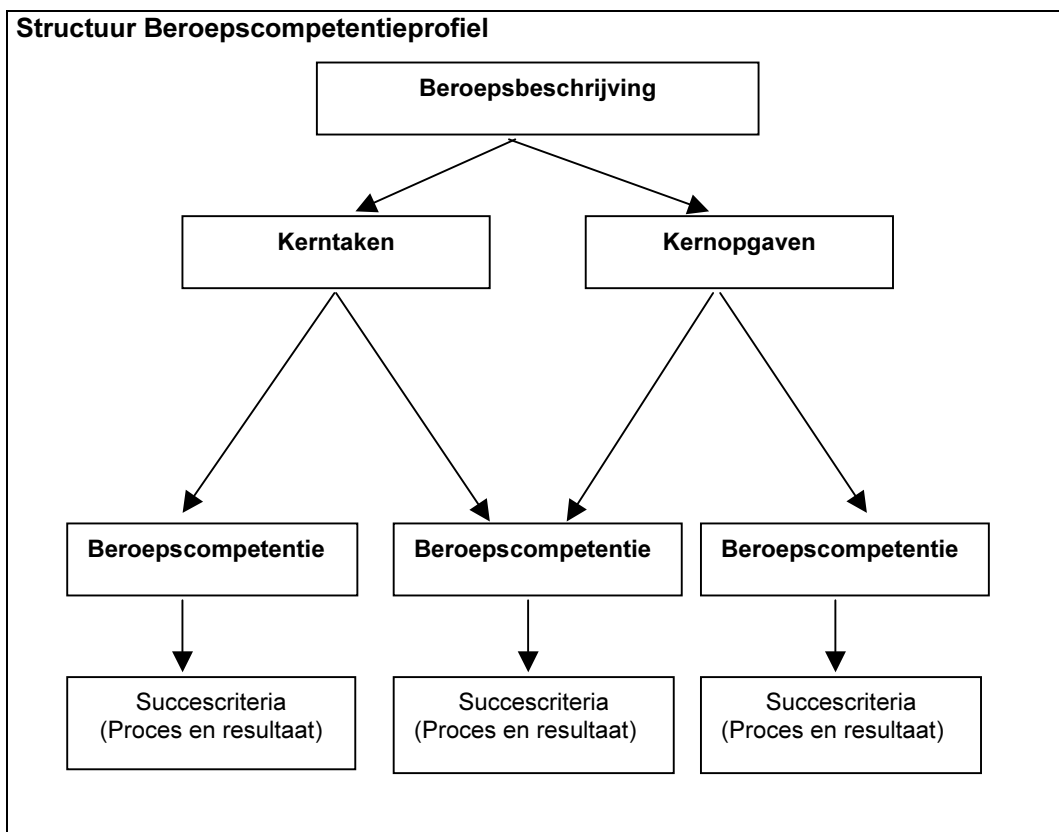 Structuur Beroepscompetentieprofiel
Beroepsbeschrijving
Kerntaken
Kernopgaven
Beroepscompetentie
Beroepscompetentie
Beroepscompetentie
Succescriteria
(Proces en resultaat)
Succescriteria
(Proces en resultaat)
Succescriteria
(Proces en resultaat)